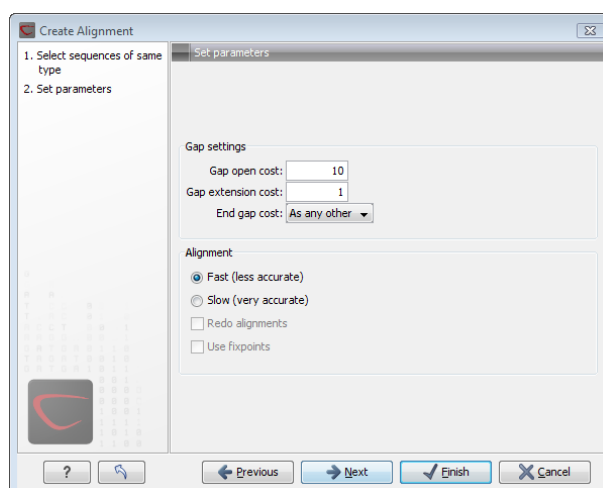 Create Alignment
1. Select sequences of same
type
2. Set parameters
Set parameters
Gap settings
Gap open cost: 10
Gap extension cost: 1
End gap cost: As any other
Alignment
Fast (less accurate)
Slow (very accurate)
Redo alignments
Use fixpoints
? Previous Next Finish Cancel